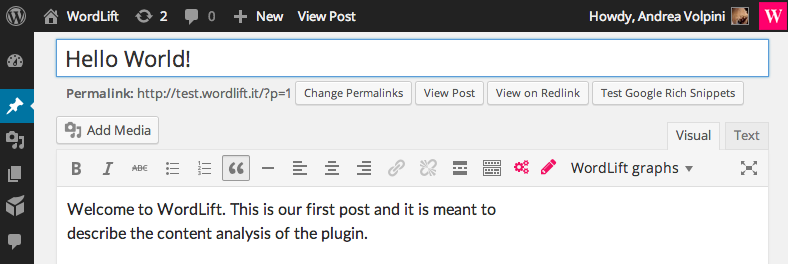 WordLift 2 0 New View Post Howdy, Andrea Volpini W
Hello World!
Permalink: http://test.wordlift.it/?p=1 Change Permalinks View Post View on Redlink Test Google Rich Snippets
Add Media
Visual Text
B I ABC WordLift graphs
Welcome to WordLift. This is our first post and it is meant to
describe the content analysis of the plugin.